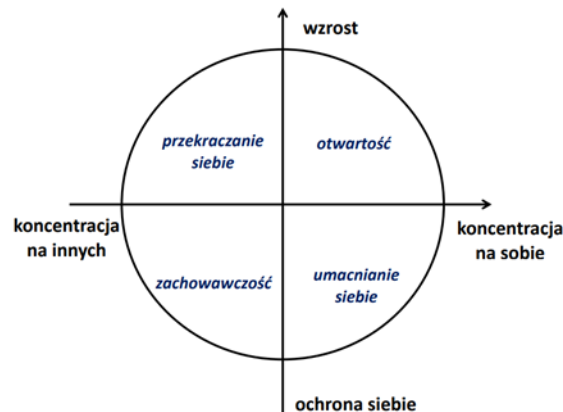 wzrost
przekraczanie
siebie
otwartość
koncentracja
na innych
koncentracja
na sobie
zachowawczość
umacnianie
siebie
ochrona siebie